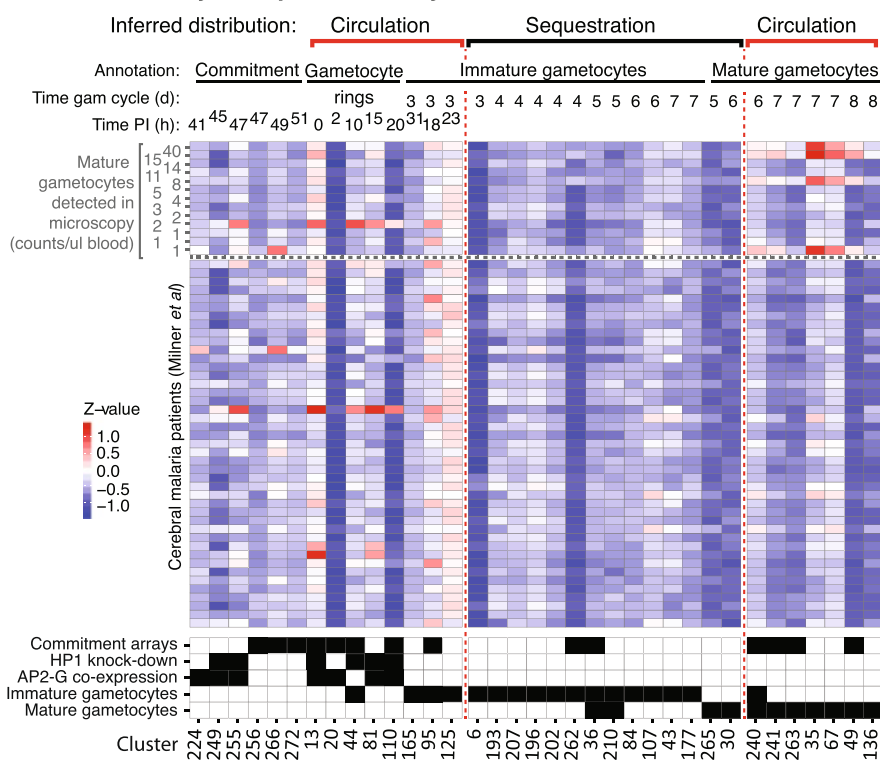 Inferred distribution: Circulation Sequestration Circulation
Annotation: Commitment Gametocyte Immature gametocytes Mature gametocytes
Time gam cycle (d): rings 3 3 3 3 4 4 4 4 4 5 5 6 6 7 7 5 6 6 7 7 7 7 8 8
Time PI (h): 41 45 47 47 49 51 0 2 10 15 20 31 18 23
Mature
gametocytes
detected in
microscopy
(counts/ul blood)
40
15
14
11
8
5
4
3
2
2
1
1
1
Cerebral malaria patients (Milner et al)
Z–value
1.0
0.5
0.0
−0.5
−1.0
Commitment arrays
HP1 knock-down
AP2-G co-expression
Immature gametocytes
Mature gametocytes
Cluster 224 249 255 256 266 272 13 20 44 81 110 165 95 125 6 193 207 196 202 262 36 210 84 107 43 177 265 30 240 241 263 35 67 49 136